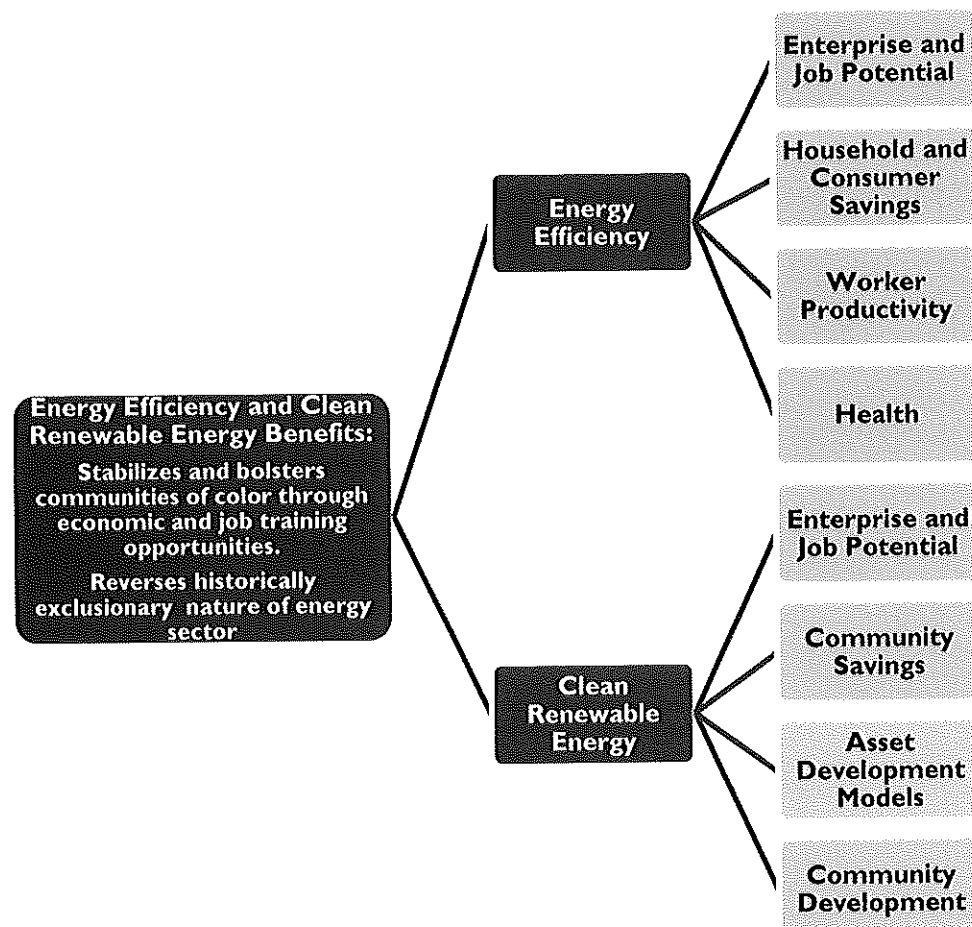 Energy Efficiency and Clean
Renewable Energy Benefits:
Stabilizes and bolsters
communities of color through
economic and job training
opportunities.
Reverses historically
exclusionary nature of energy
sector
Energy
Efficiency
Enterprise and
Job Potential
Household and
Consumer
Savings
Worker
Productivity
Health
Clean
Renewable
Energy
Enterprise and
Job Potential
Community
Savings
Asset
Development
Models
Community
Development